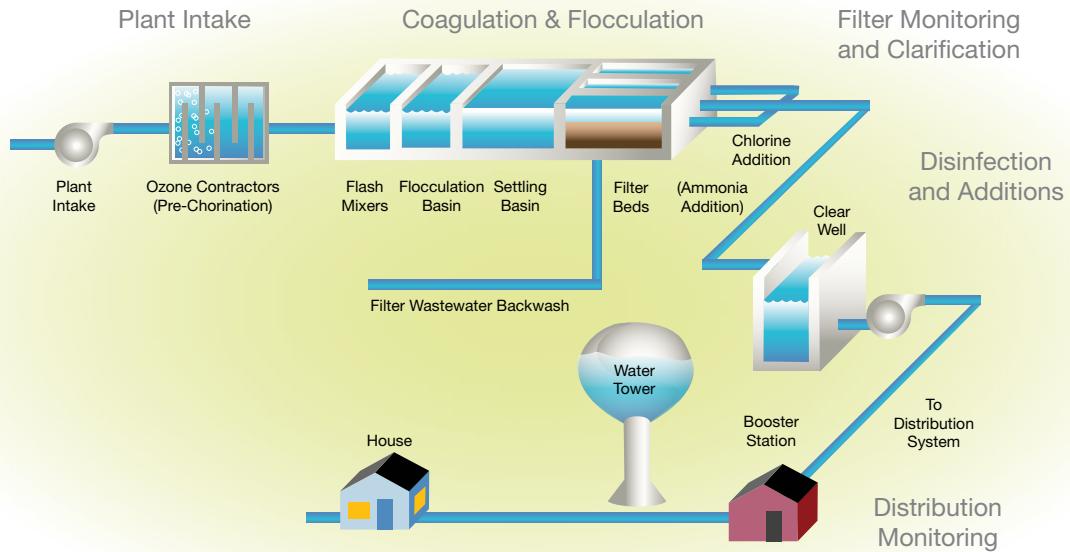 Plant Intake
Coagulation & Flocculation
Filter Monitoring
and Clarification
Plant
Intake
Ozone Contractors
(Pre-Chorination)
Flash
Mixers
Flocculation
Basin
Settling
Basin
Filter
Beds
(Ammonia
Addition)
Chlorine
Addition
Disinfection
and Additions
Clear
Well
Filter Wastewater Backwash
Water
Tower
To
Distribution
System
Booster
Station
House
Distribution
Monitoring